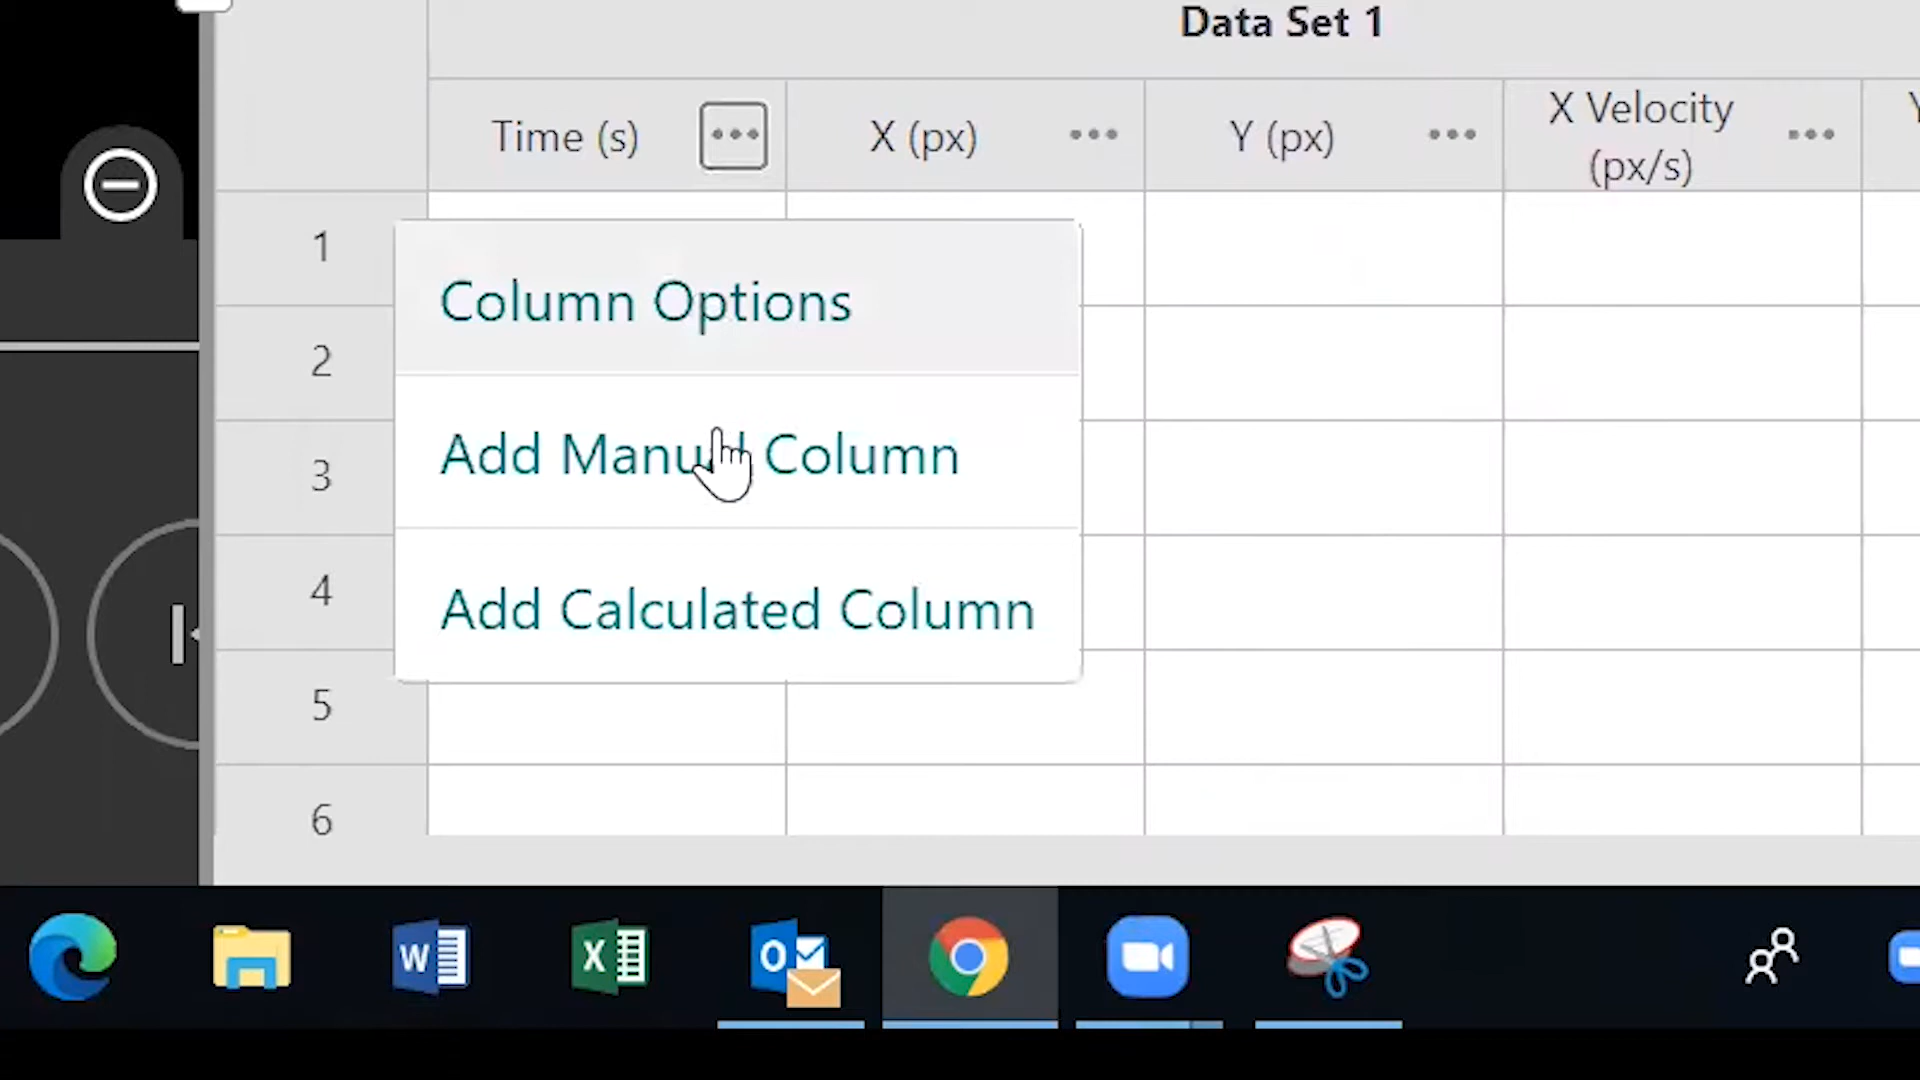 Data Set 1
Time (s)
X (px)
Y (px)
X Velocity
(px/s)
1
2
3
4
5
6
Column Options
Add Manual Column
Add Calculated Column